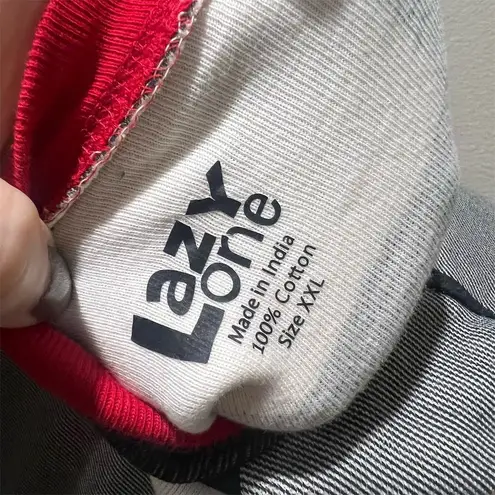 Lazy
one
Made in India
100% Cotton
Size XXL